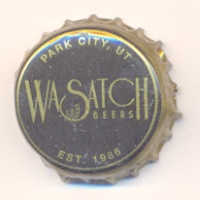 PARK CITY, UT
WASATCH
BEERS
EST. 1986